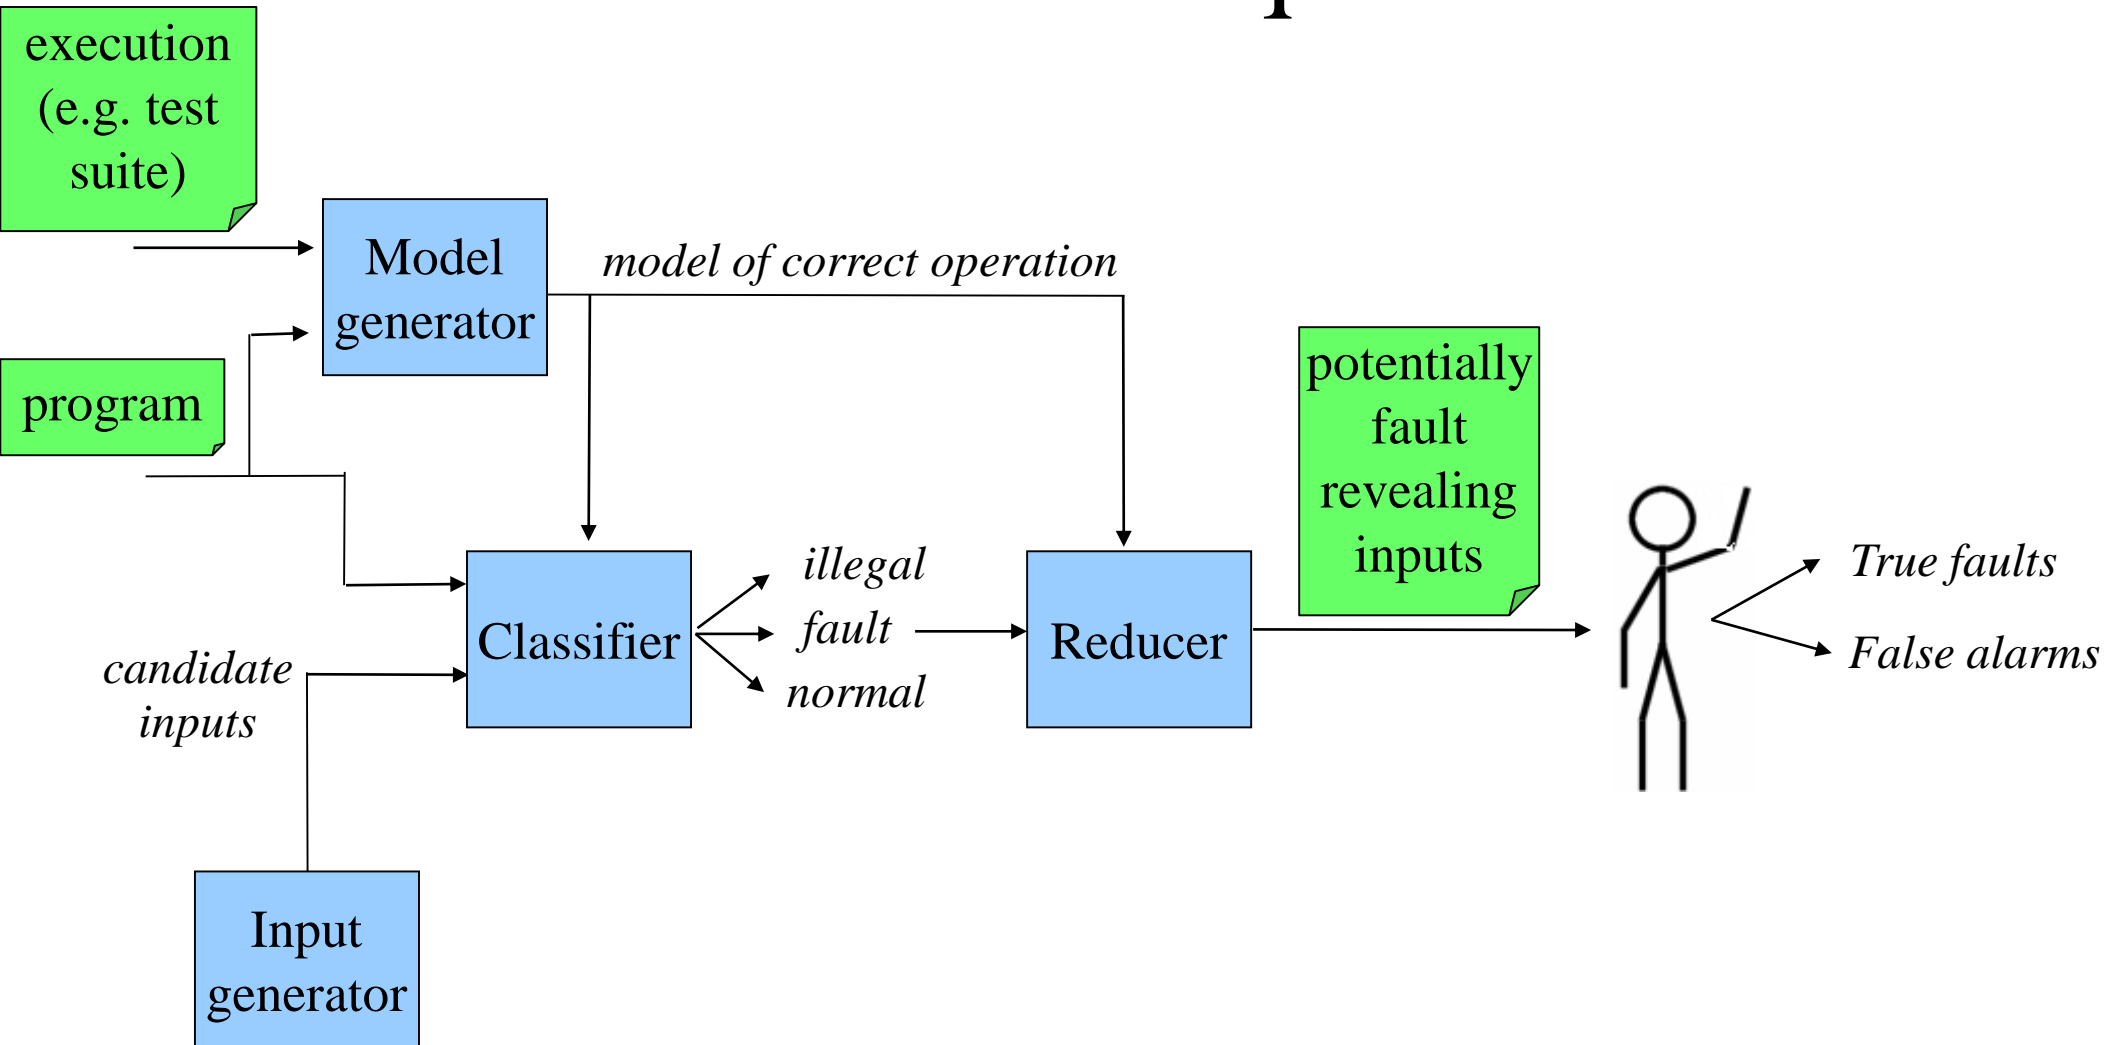 execution
(e.g. test
suite)
Model
generator
model of correct operation
program
potentially
fault
revealing
inputs
Classifier
illegal
fault
normal
Reducer
True faults
False alarms
candidate
inputs
Input
generator